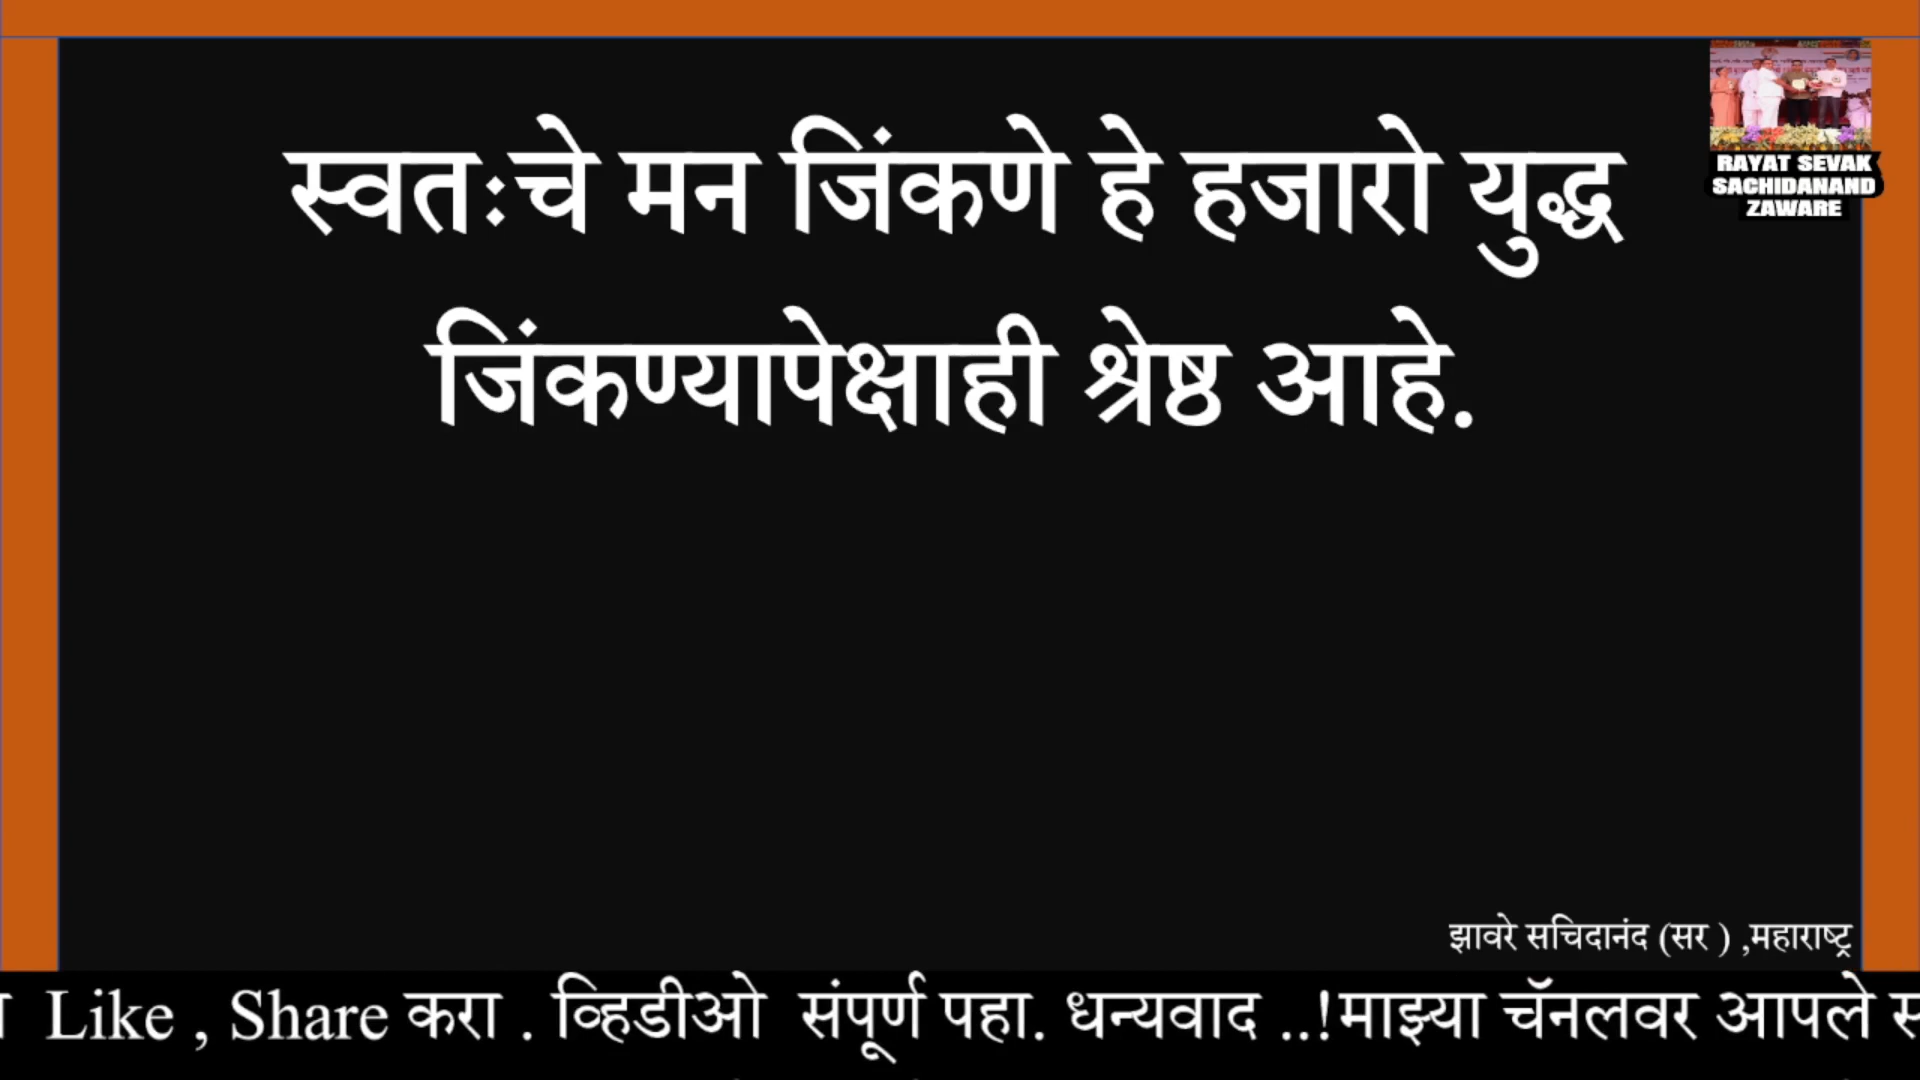 स्वतःचे मन जिंकणे हे हजारो युद्ध
जिंकण्यापेक्षाही श्रेष्ठ आहे.
RAYAT SEVAK
SACHIDANAND
ZAWARE
झावरे सचिदानंद (सर ) ,महाराष्ट्र
Like , Share करा . व्हिडीओ संपूर्ण पहा. धन्यवाद ..!माझ्या चॅनलवर आपले